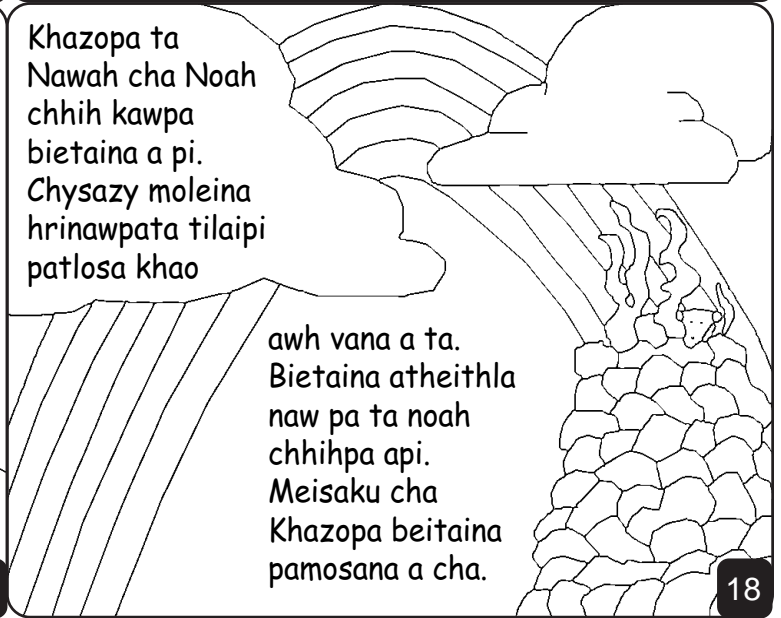 Khazopa ta
Nawah cha Noah
chhih kawpa
bietaina a pi.
Chysazy moleina
hrinawpata tilaipi
patlosa khao
awh vana a ta.
Bietaina atheithla
naw pa ta noah
chhihpa api.
Meisaku cha
Khazopa beitaina
pamosana a cha.
18